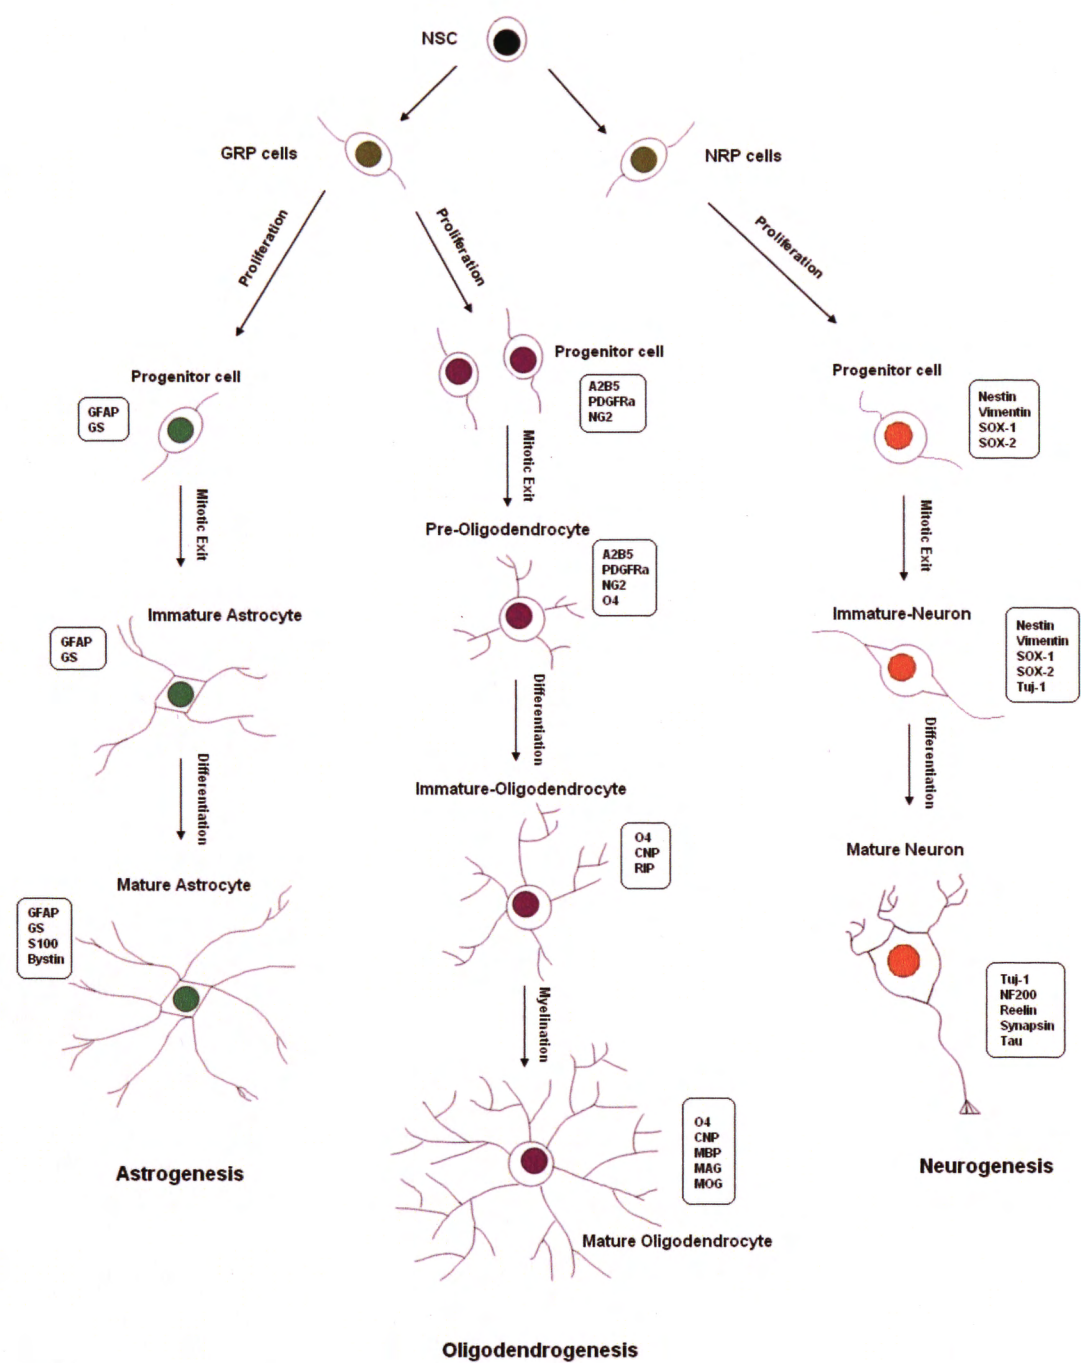 NSC
GRP cells
NRP cells
Proliferation
Proliferation
Proliferation
Progenitor cell
GFAP
GS
Progenitor cell
A2B5
PDGFRa
NG2
Progenitor cell
Nestin
Vimentin
SOX-1
SOX-2
Mitotic Exit
Mitotic Exit
Mitotic Exit
Immature Astrocyte
GFAP
GS
Pre-Oligodendrocyte
A2B5
PDGFRa
NG2
O4
Immature-Neuron
Nestin
Vimentin
SOX-1
SOX-2
Tuj-1
Differentiation
Differentiation
Differentiation
Mature Astrocyte
GFAP
GS
S100
Bystin
Immature-Oligodendrocyte
O4
CNP
RIP
Mature Neuron
Tuj-1
NF200
Reelin
Synapsin
Tau
Myelination
O4
CNP
MBP
MAG
MOG
Mature Oligodendrocyte
Astrogenesis
Neurogenesis
Oligodendrogenesis